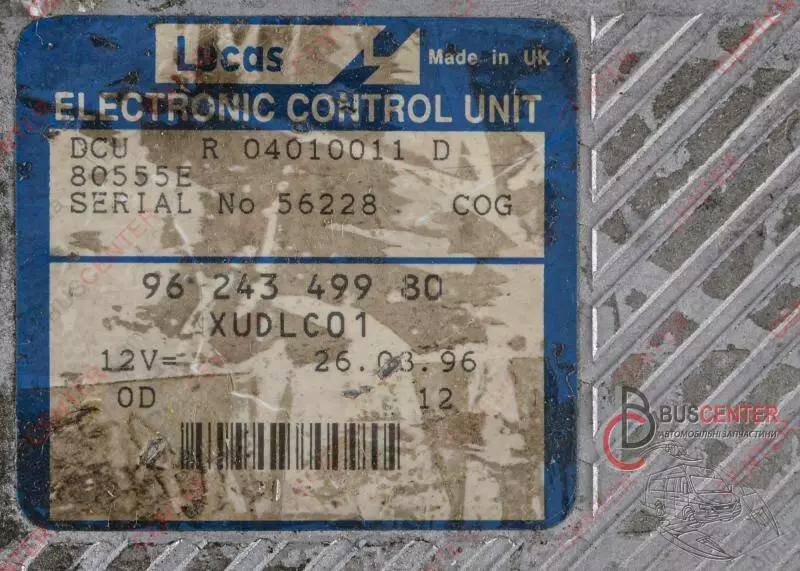 Lucas
Made in UK
ELECTRONIC CONTROL UNIT
DCU R 04010011 D
80555E
SERIAL No 56228 COG
96 243 499 80
XUDLC01
12V= 26.03.96
OD 12
BUSCENTER
АВТОМОБІЛЬНІ ЗАПЧАСТИНИ